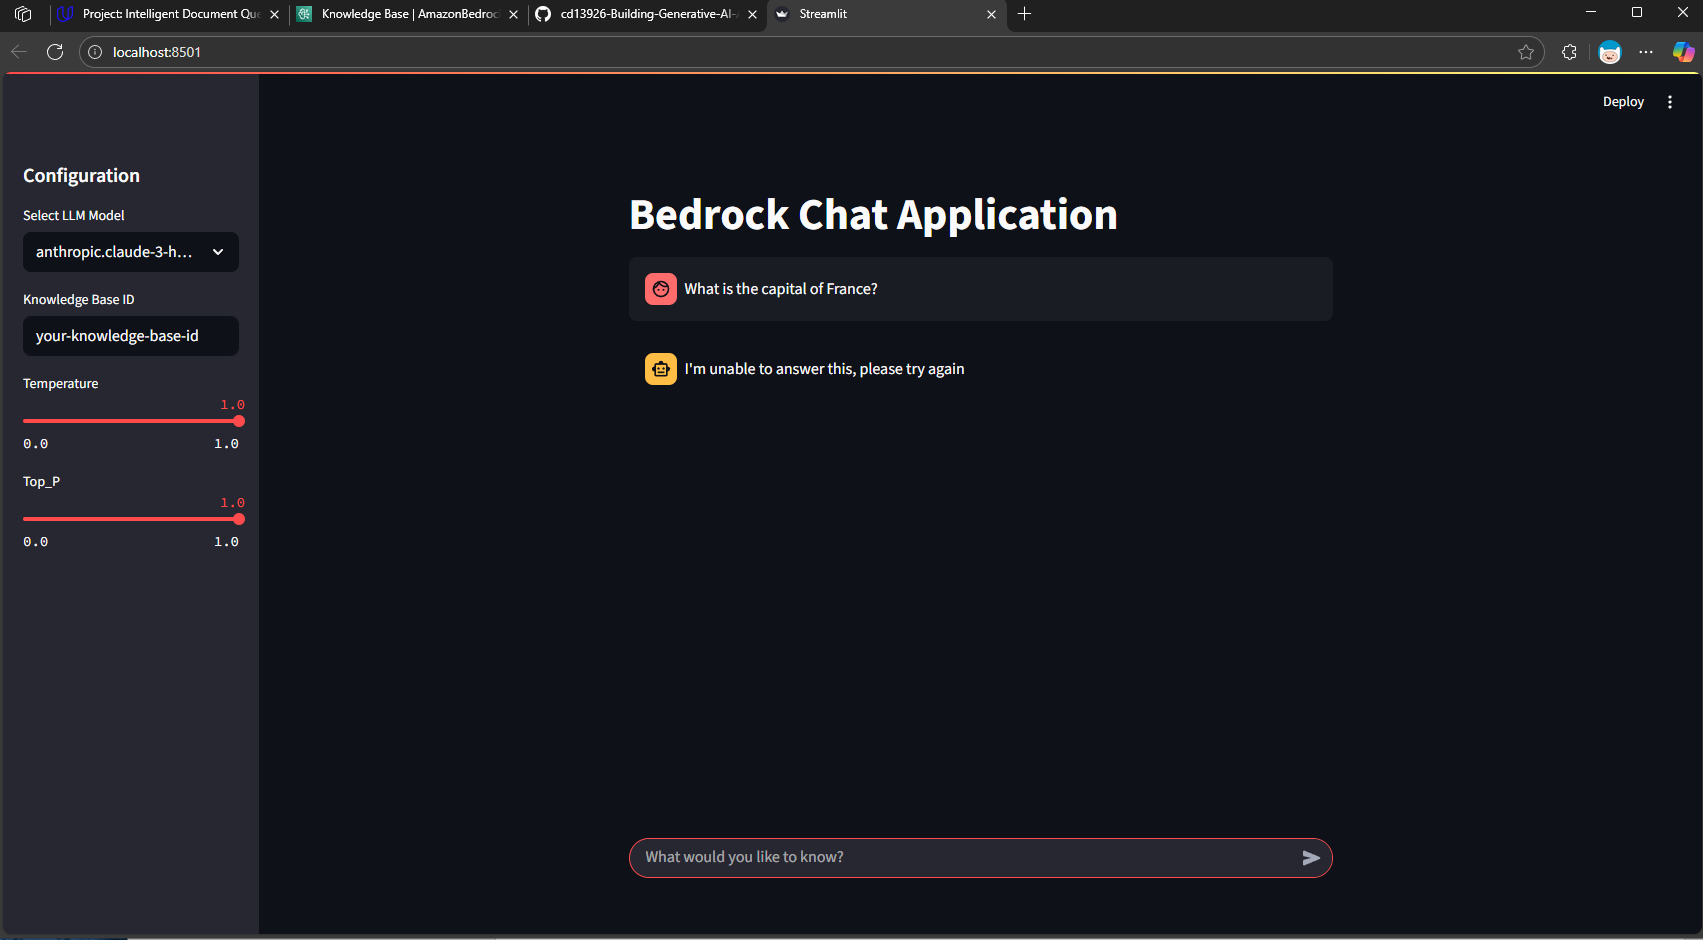 Project: Intelligent Document Que
Knowledge Base | AmazonBedroc
cd13926-Building-Generative-AI-
Streamlit
localhost:8501
Deploy
Configuration
Select LLM Model
anthropic.claude-3-h...
Knowledge Base ID
your-knowledge-base-id
Temperature
1.0
0.0 1.0
Top_P
1.0
0.0 1.0
Bedrock Chat Application
What is the capital of France?
I'm unable to answer this, please try again
What would you like to know?